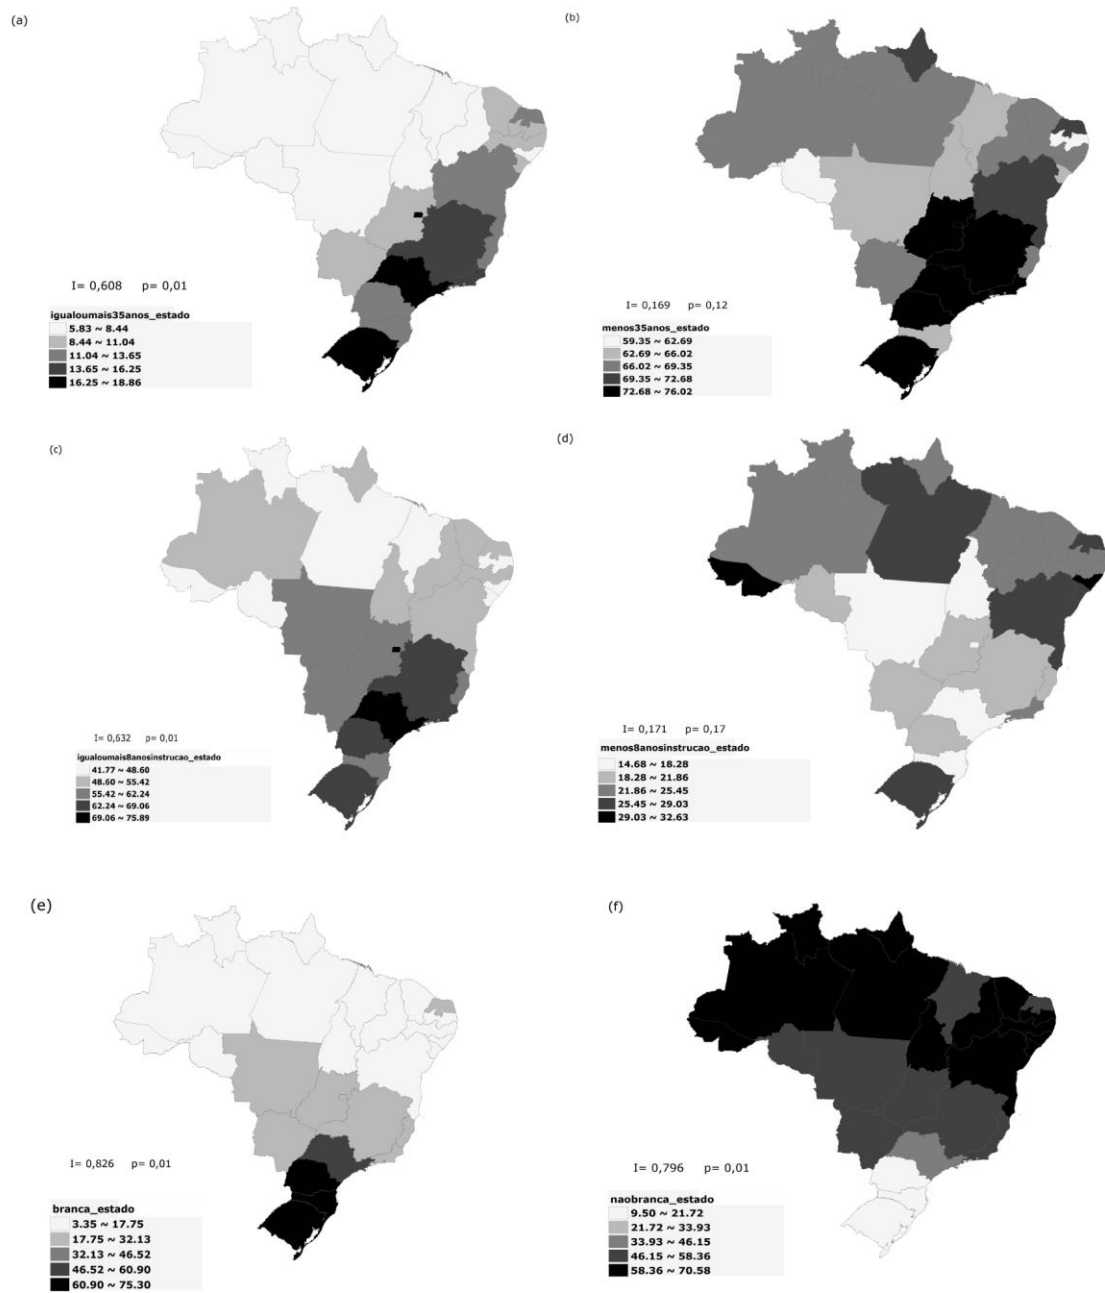 (a)
I= 0,608 p= 0,01
igualoumais35anos_estado
5.83 ~ 8.44
8.44 ~ 11.04
11.04 ~ 13.65
13.65 ~ 16.25
16.25 ~ 18.86
(b)
I= 0,169 p= 0,12
menos35anos_estado
59.35 ~ 62.69
62.69 ~ 66.02
66.02 ~ 69.35
69.35 ~ 72.68
72.68 ~ 76.02
(c)
I= 0,632 p= 0,01
igualoumais8anosinstrucao_estado
41.77 ~ 48.60
48.60 ~ 55.42
55.42 ~ 62.24
62.24 ~ 69.06
69.06 ~ 75.89
(d)
I= 0,171 p= 0,17
menos8anosinstrucao_estado
14.68 ~ 18.28
18.28 ~ 21.86
21.86 ~ 25.45
25.45 ~ 29.03
29.03 ~ 32.63
(e)
I= 0,826 p= 0,01
branca_estado
3.35 ~ 17.75
17.75 ~ 32.13
32.13 ~ 46.52
46.52 ~ 60.90
60.90 ~ 75.30
(f)
I= 0,796 p= 0,01
naobranca_estado
9.50 ~ 21.72
21.72 ~ 33.93
33.93 ~ 46.15
46.15 ~ 58.36
58.36 ~ 70.58